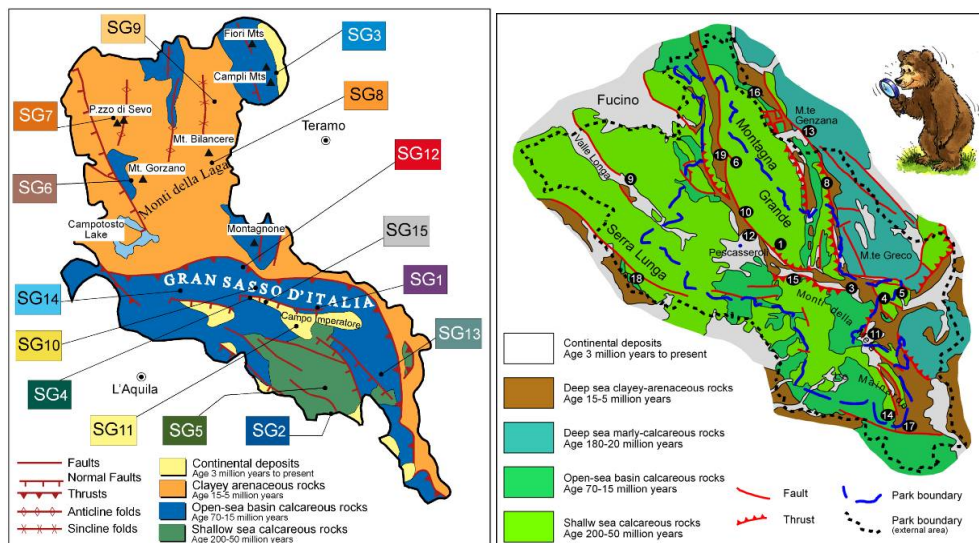 SG9
Fiori Mts
SG3
Campli Mts
SG7
P.zzo di Sevo
SG8
Mt. Bilancere
Teramo
SG12
SG6
Mt. Gorzano
Monti della Laga
Campotosto
Lake
Montagnone
SG15
SG1
GRAN SASSO D'ITALIA
SG14
Campo Imperatore
SG10
SG13
L'Aquila
SG4
SG11
SG5
SG2
Faults
Normal Faults
Thrusts
Anticline folds
Sincline folds
Continental deposits
Age 3 million years to present
Clayey arenaceous rocks
Age 15-5 million years
Open-sea basin calcareous rocks
Age 70-15 million years
Shallow sea calcareous rocks
Age 200-50 million years
Fucino
16
M.te
Genzana
13
Valle Longa
Montagna
Grande
19
6
9
8
10
12
1
Pescasseroli
M.te Greco
Serra Lunga
18
15
3
Monti
della
4
5
11
Mainarde
14
17
Continental deposits
Age 3 million years to present
Deep sea clayey-arenaceous rocks
Age 15-5 million years
Deep sea marly-calcareous rocks
Age 180-20 million years
Open-sea basin calcareous rocks
Age 70-15 million years
Shallw sea calcareous rocks
Age 200-50 million years
Fault
Thrust
Park boundary
Park boundary
(external area)